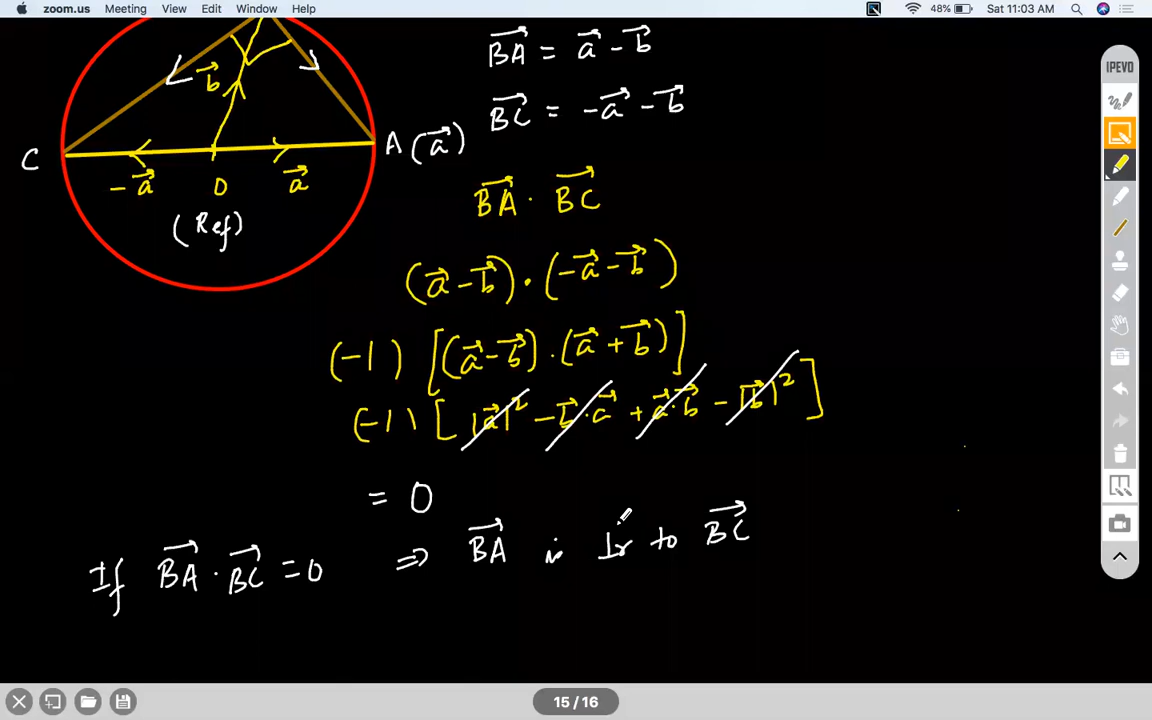 zoom.us Meeting View Edit Window Help 48% Sat 11:03 AM
IPEVO
BA⃗ = a⃗ - b⃗
BC⃗ = -a⃗ - b⃗
b⃗
C
A (a⃗)
-a⃗ O a⃗
(Ref)
BA⃗ · BC⃗
(a⃗ - b⃗) · (-a⃗ - b⃗)
(-1) [(a⃗ - b⃗) · (a⃗ + b⃗)]
(-1) [|a⃗|² - b⃗ · a⃗ + a⃗ · b⃗ - |b⃗|²]
= 0
If BA⃗ · BC⃗ = 0 ⇒ BA⃗ is ⊥r to BC⃗
15 / 16